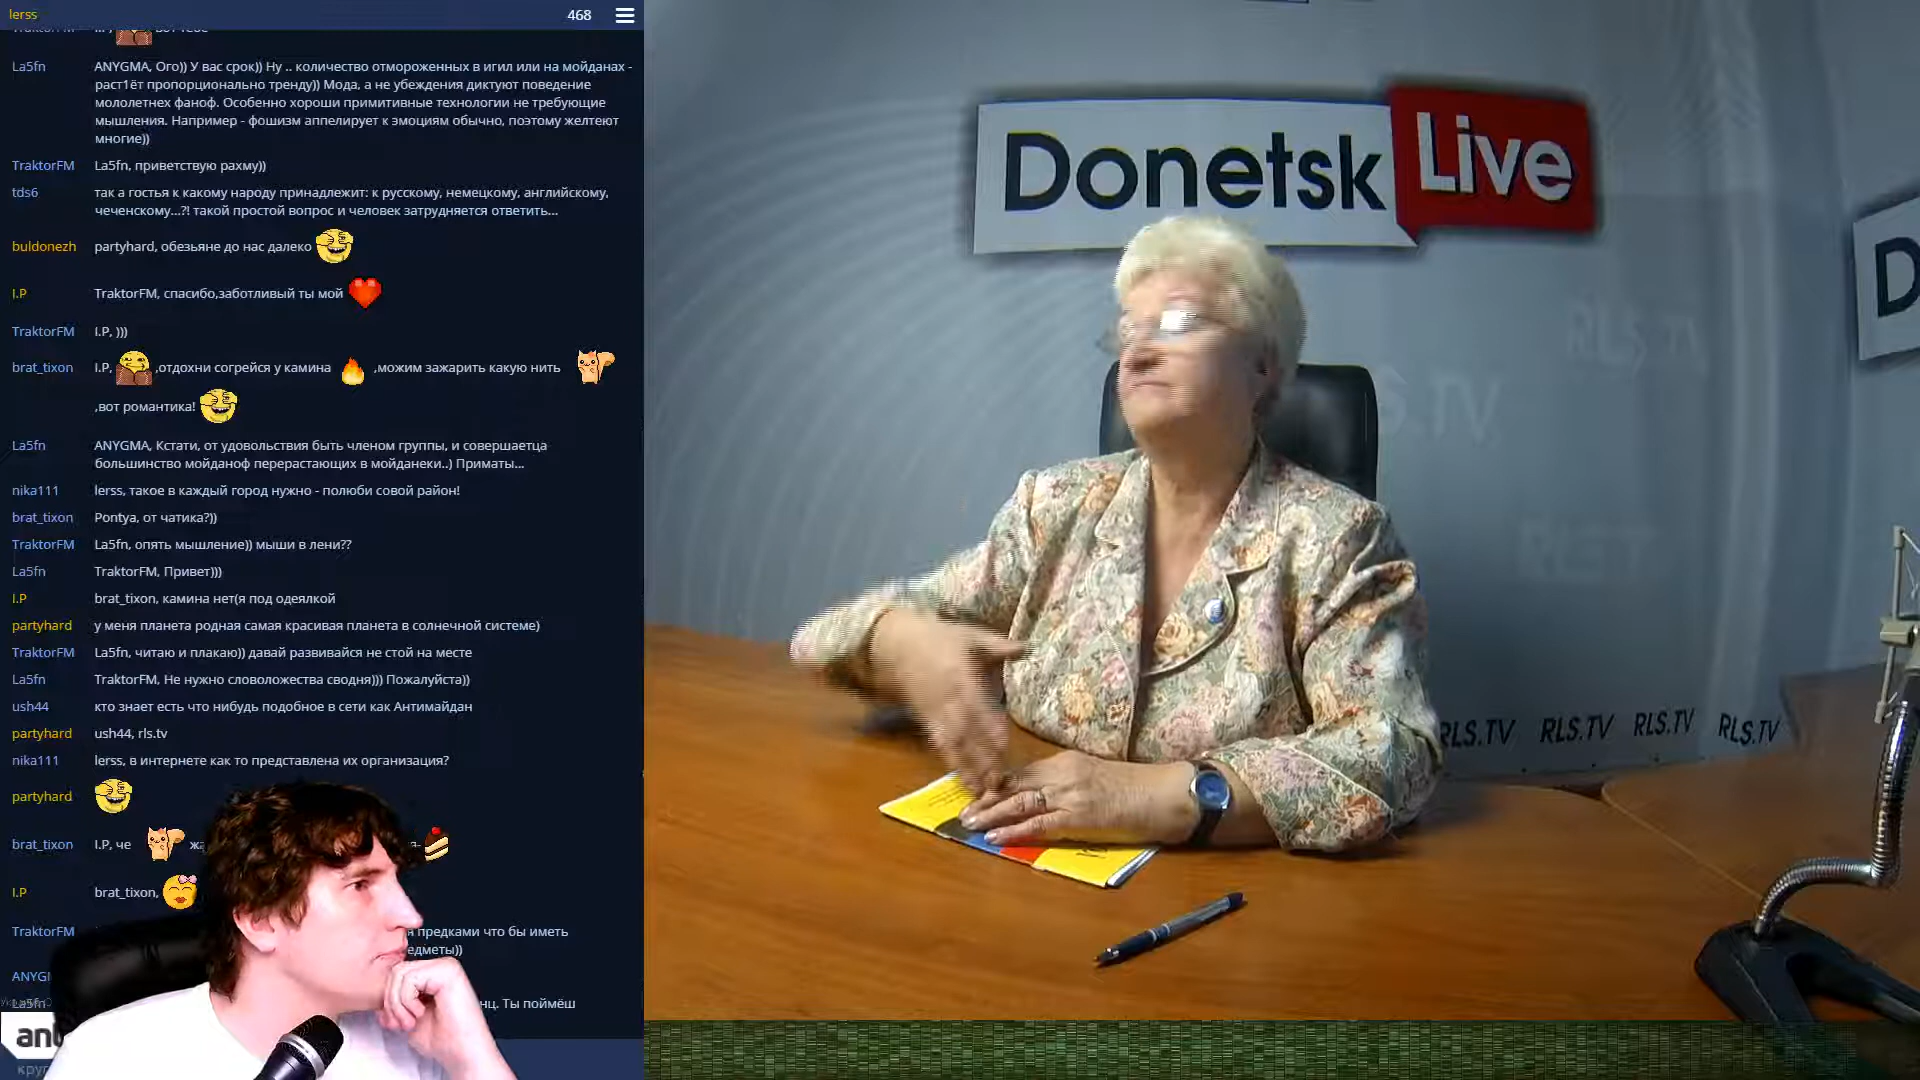 lerss
468
La5fn ANYGMA, Ого)) У вас срок)) Ну .. количество отмороженных в игил или на мойданах -
раст1ёт пропорционально тренду)) Мода, а не убеждения диктуют поведение
мололетнех фаноф. Особенно хороши примитивные технологии не требующие
мышления. Например - фошизм аппелирует к эмоциям обычно, поэтому желтеют
многие))
TraktorFM La5fn, приветствую рахму))
tds6 так а гостья к какому народу принадлежит: к русскому, немецкому, английскому,
чеченскому...?! такой простой вопрос и человек затрудняется ответить...
buldonezh partyhard, обезьяне до нас далеко
I.P TraktorFM, спасибо,заботливый ты мой
TraktorFM I.P, )))
brat_tixon I.P, ,отдохни согрейся у камина ,можим зажарить какую нить
,вот романтика!
La5fn ANYGMA, Кстати, от удовольствия быть членом группы, и совершаетца
большинство мойданоф перерастающих в мойданеки..) Приматы...
nika111 lerss, такое в каждый город нужно - полюби совой район!
brat_tixon Pontya, от чатика?))
TraktorFM La5fn, опять мышление)) мыши в лени??
La5fn TraktorFM, Привет)))
I.P brat_tixon, камина нет(я под одеялкой
partyhard у меня планета родная самая красивая планета в солнечной системе)
TraktorFM La5fn, читаю и плакаю)) давай развивайся не стой на месте
La5fn TraktorFM, Не нужно словоложества сводня))) Пожалуйста))
ush44 кто знает есть что нибудь подобное в сети как Антимайдан
partyhard ush44, rls.tv
nika111 lerss, в интернете как то представлена их организация?
partyhard
brat_tixon I.P, че
I.P brat_tixon,
TraktorFM предками что бы иметь
La5fn Ты поймёш
Donetsk Live
D
RLS.TV
RLS.TV RLS.TV RLS.TV RLS.TV